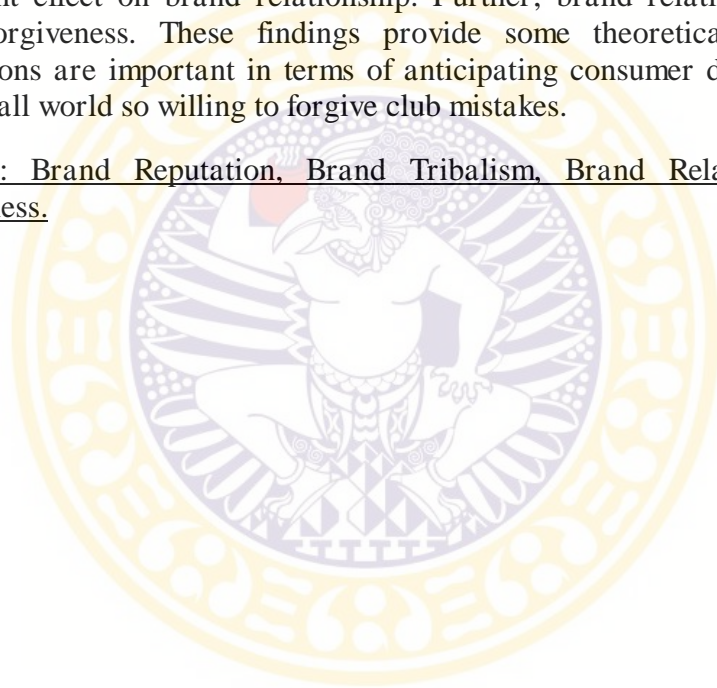 nt effect on brand relationship. Further, brand relati
orgiveness. These findings provide some theoretica
ons are important in terms of anticipating consumer d
all world so willing to forgive club mistakes.
: Brand Reputation, Brand Tribalism, Brand Rela
ess.